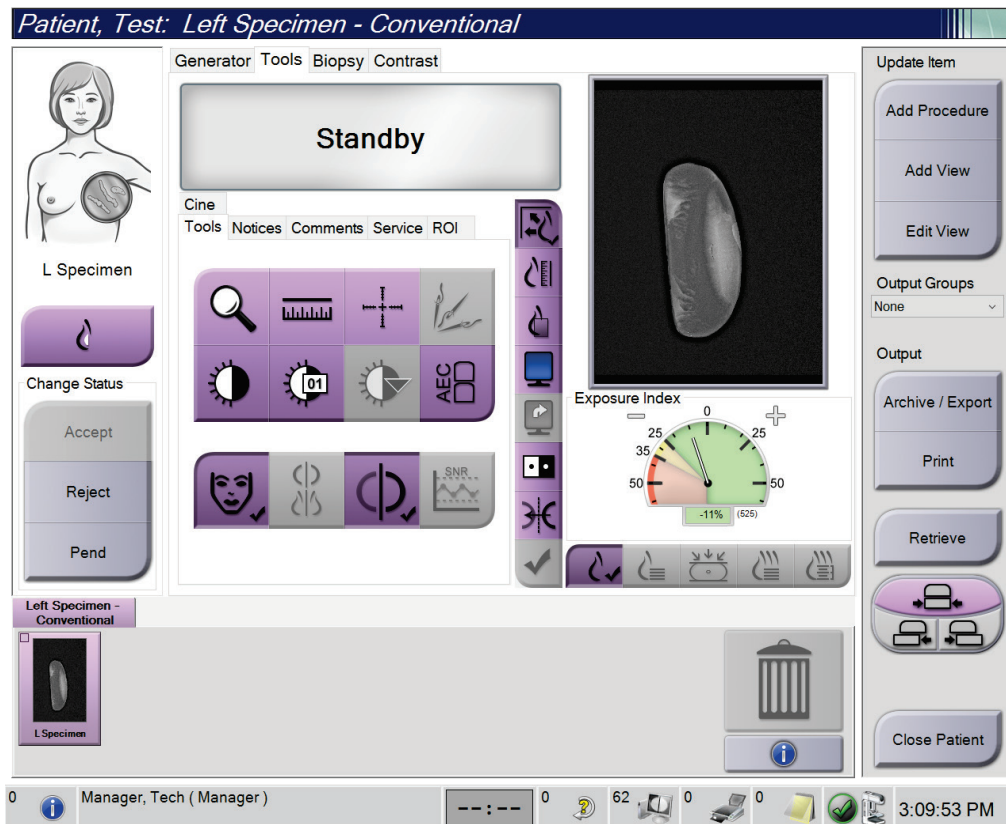 Patient, Test:  Left Specimen - Conventional
Generator Tools Biopsy Contrast
Standby
Cine
Tools Notices Comments Service ROI
L Specimen
Change Status
Accept
Reject
Pend
01
AEC
SNR
Exposure Index
0
25 25
35
50 50
-11% (525)
Update Item
Add Procedure
Add View
Edit View
Output Groups
None
Output
Archive / Export
Print
Retrieve
Close Patient
Left Specimen -
Conventional
L Specimen
0 Manager, Tech ( Manager ) --:-- 0 62 0 0 3:09:53 PM